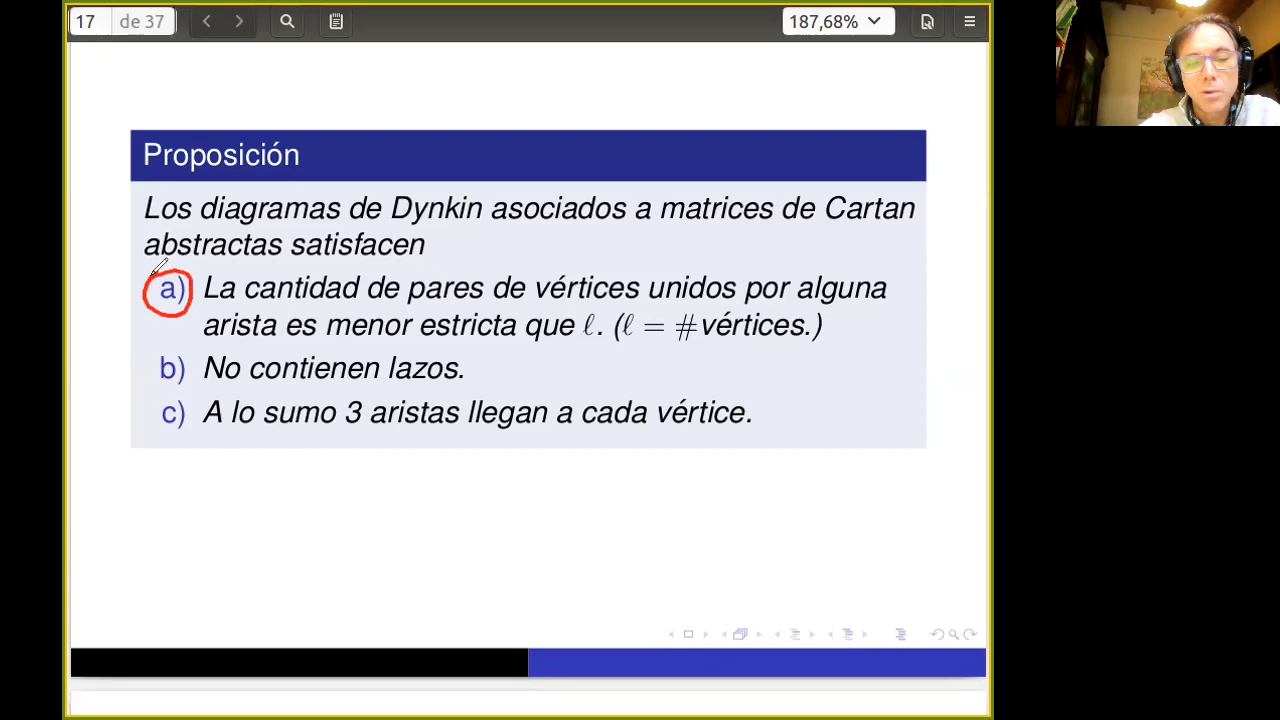 17 de 37
187,68%
Proposición
Los diagramas de Dynkin asociados a matrices de Cartan
abstractas satisfacen
a) La cantidad de pares de vértices unidos por alguna
arista es menor estricta que ℓ. (ℓ = #vértices.)
b) No contienen lazos.
c) A lo sumo 3 aristas llegan a cada vértice.